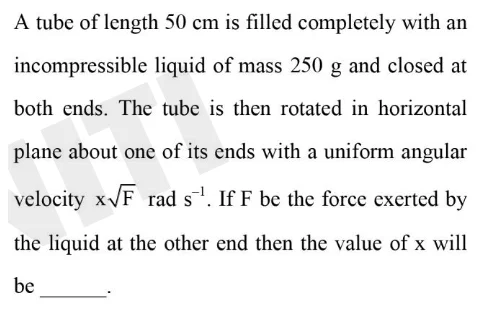 A tube of length 50 cm is filled completely with an
incompressible liquid of mass 250 g and closed at
both ends. The tube is then rotated in horizontal
plane about one of its ends with a uniform angular
velocity x√F rad s⁻¹. If F be the force exerted by
the liquid at the other end then the value of x will
be ______.